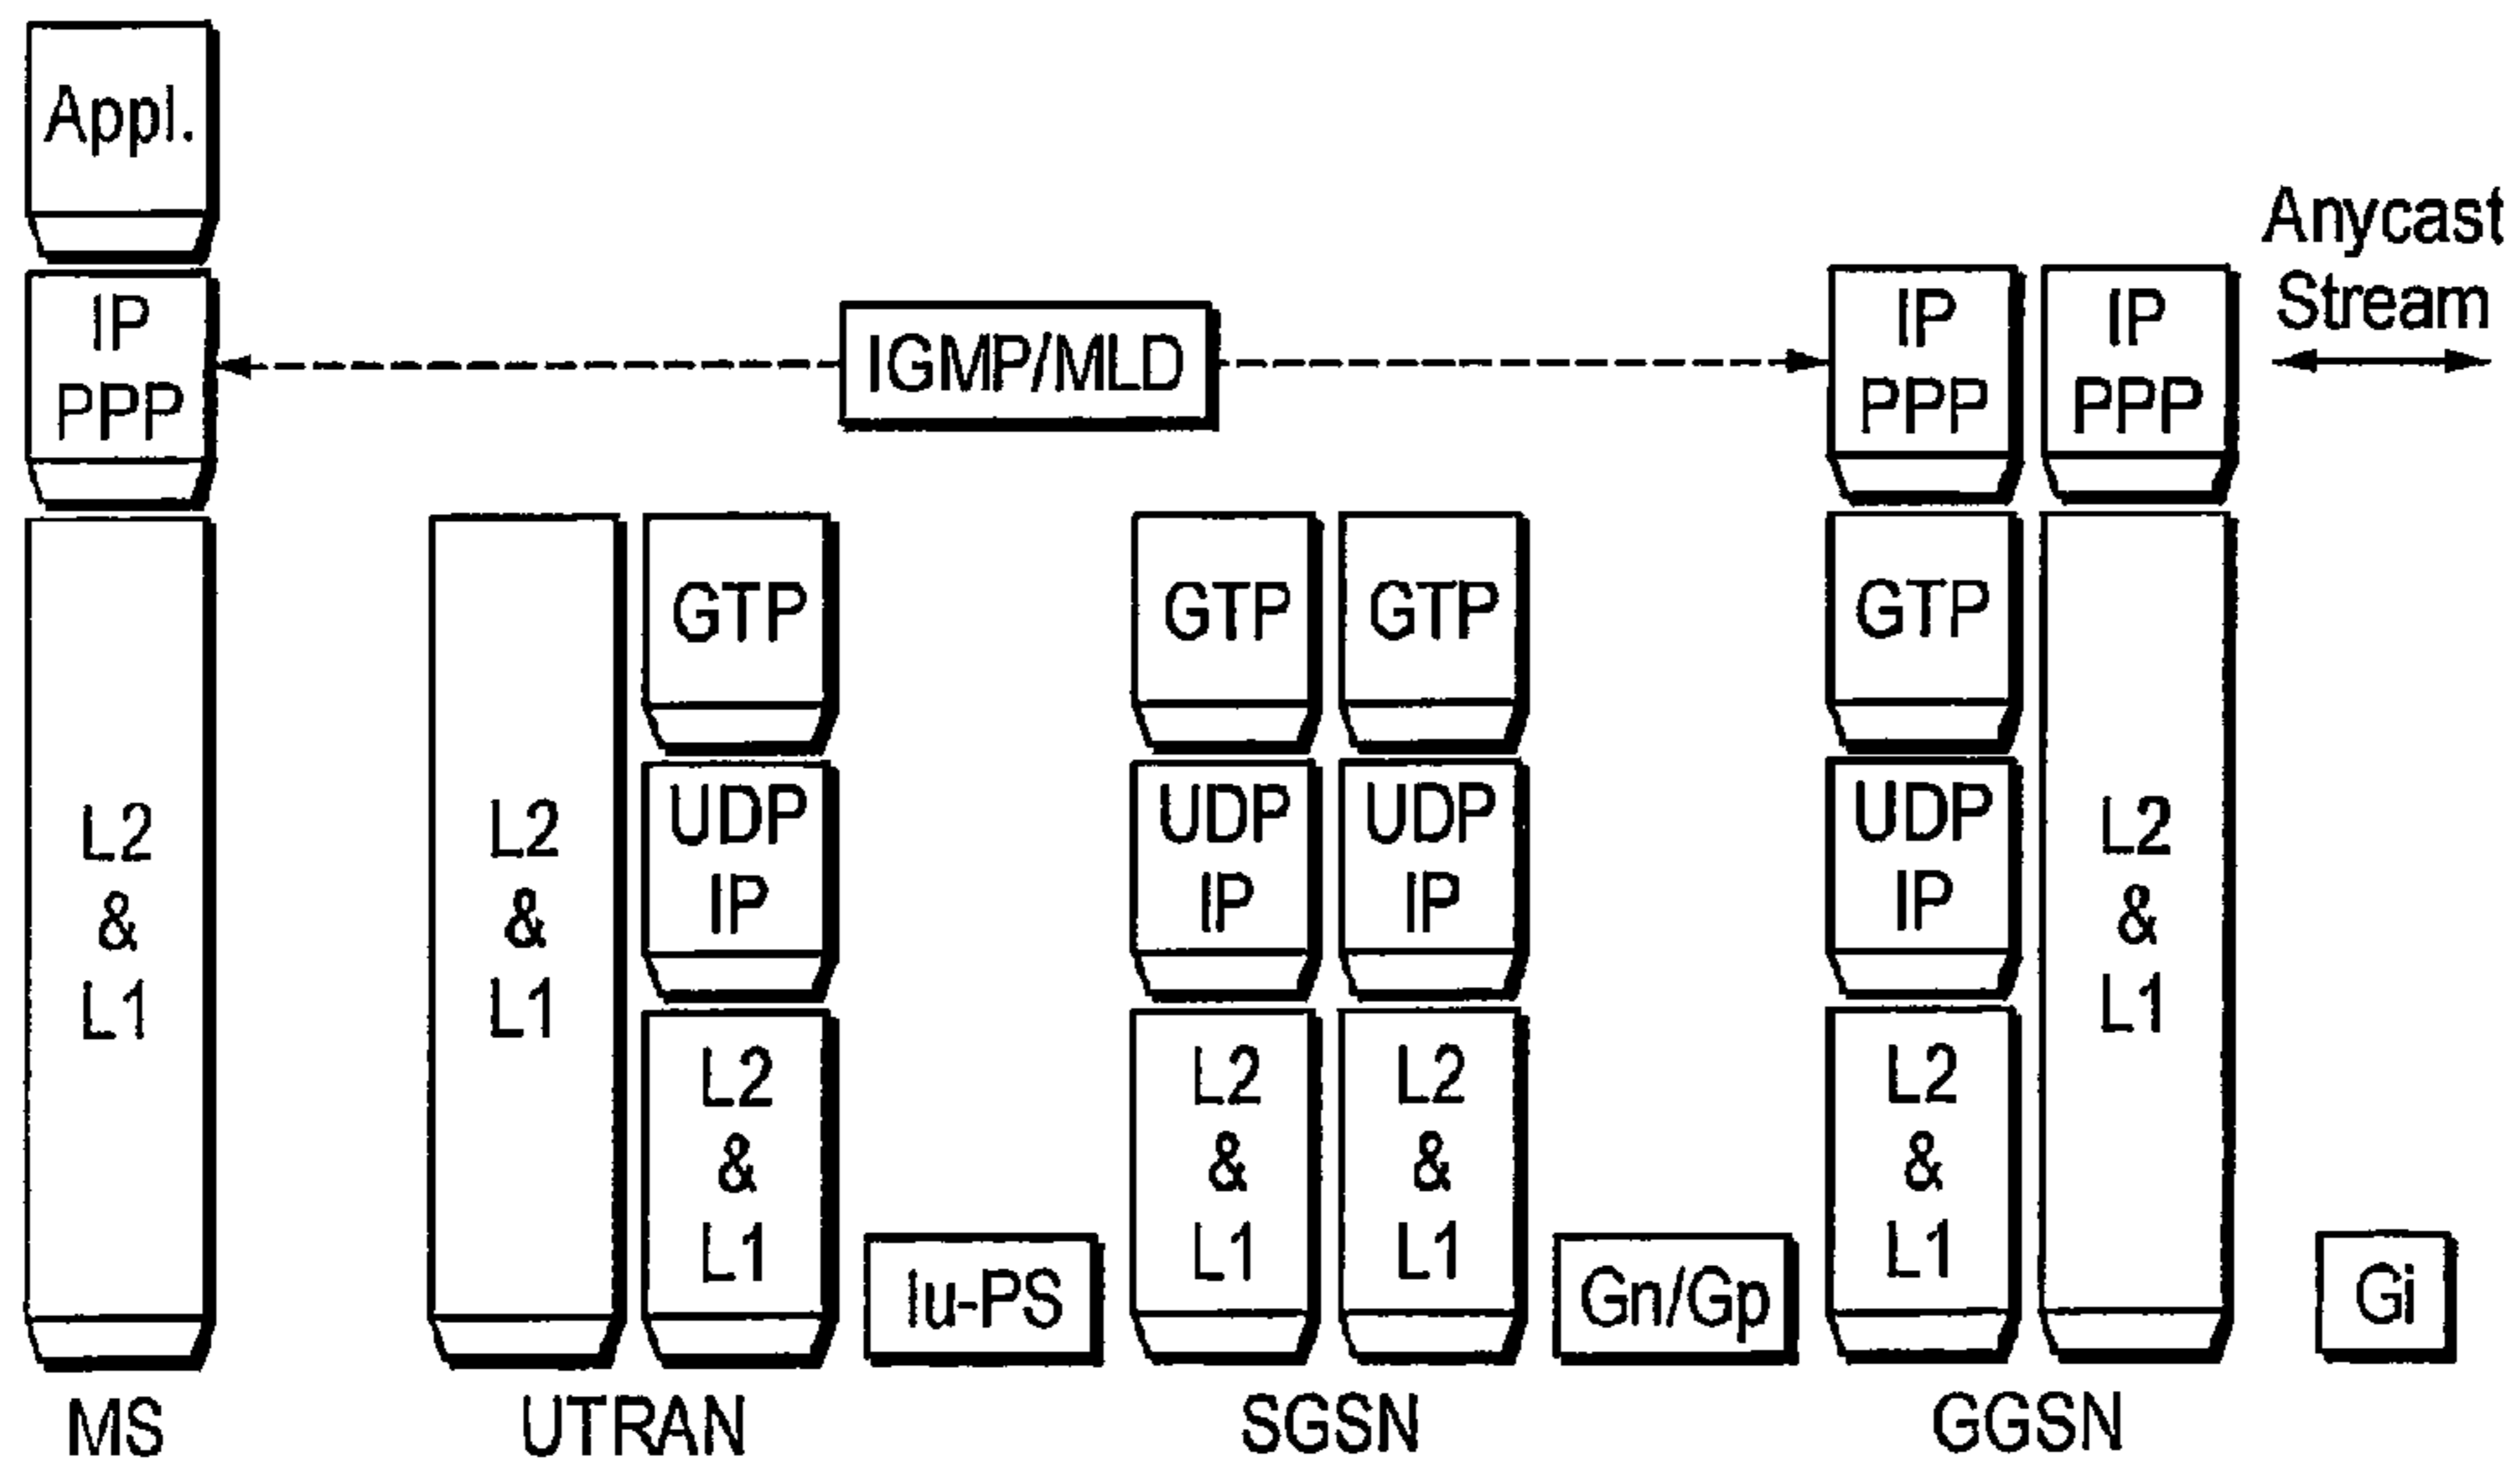 Appl.
IP
PPP
L2
&
L1
MS
IGMP/MLD
L2
&
L1
GTP
UDP
IP
L2
&
L1
UTRAN
Iu-PS
GTP
UDP
IP
L2
&
L1
GTP
UDP
IP
L2
&
L1
SGSN
Gn/Gp
IP
PPP
GTP
UDP
IP
L2
&
L1
IP
PPP
L2
&
L1
GGSN
Anycast
Stream
Gi